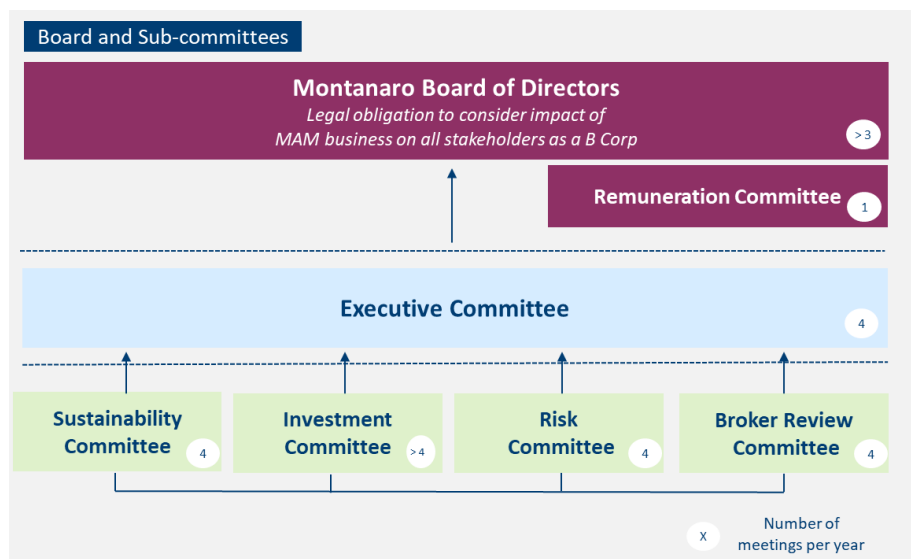 Board and Sub-committees
Montanaro Board of Directors
Legal obligation to consider impact of
MAM business on all stakeholders as a B Corp
> 3
Remuneration Committee
1
Executive Committee
4
Sustainability
Committee
4
Investment
Committee
> 4
Risk
Committee
4
Broker Review
Committee
4
X
Number of
meetings per year